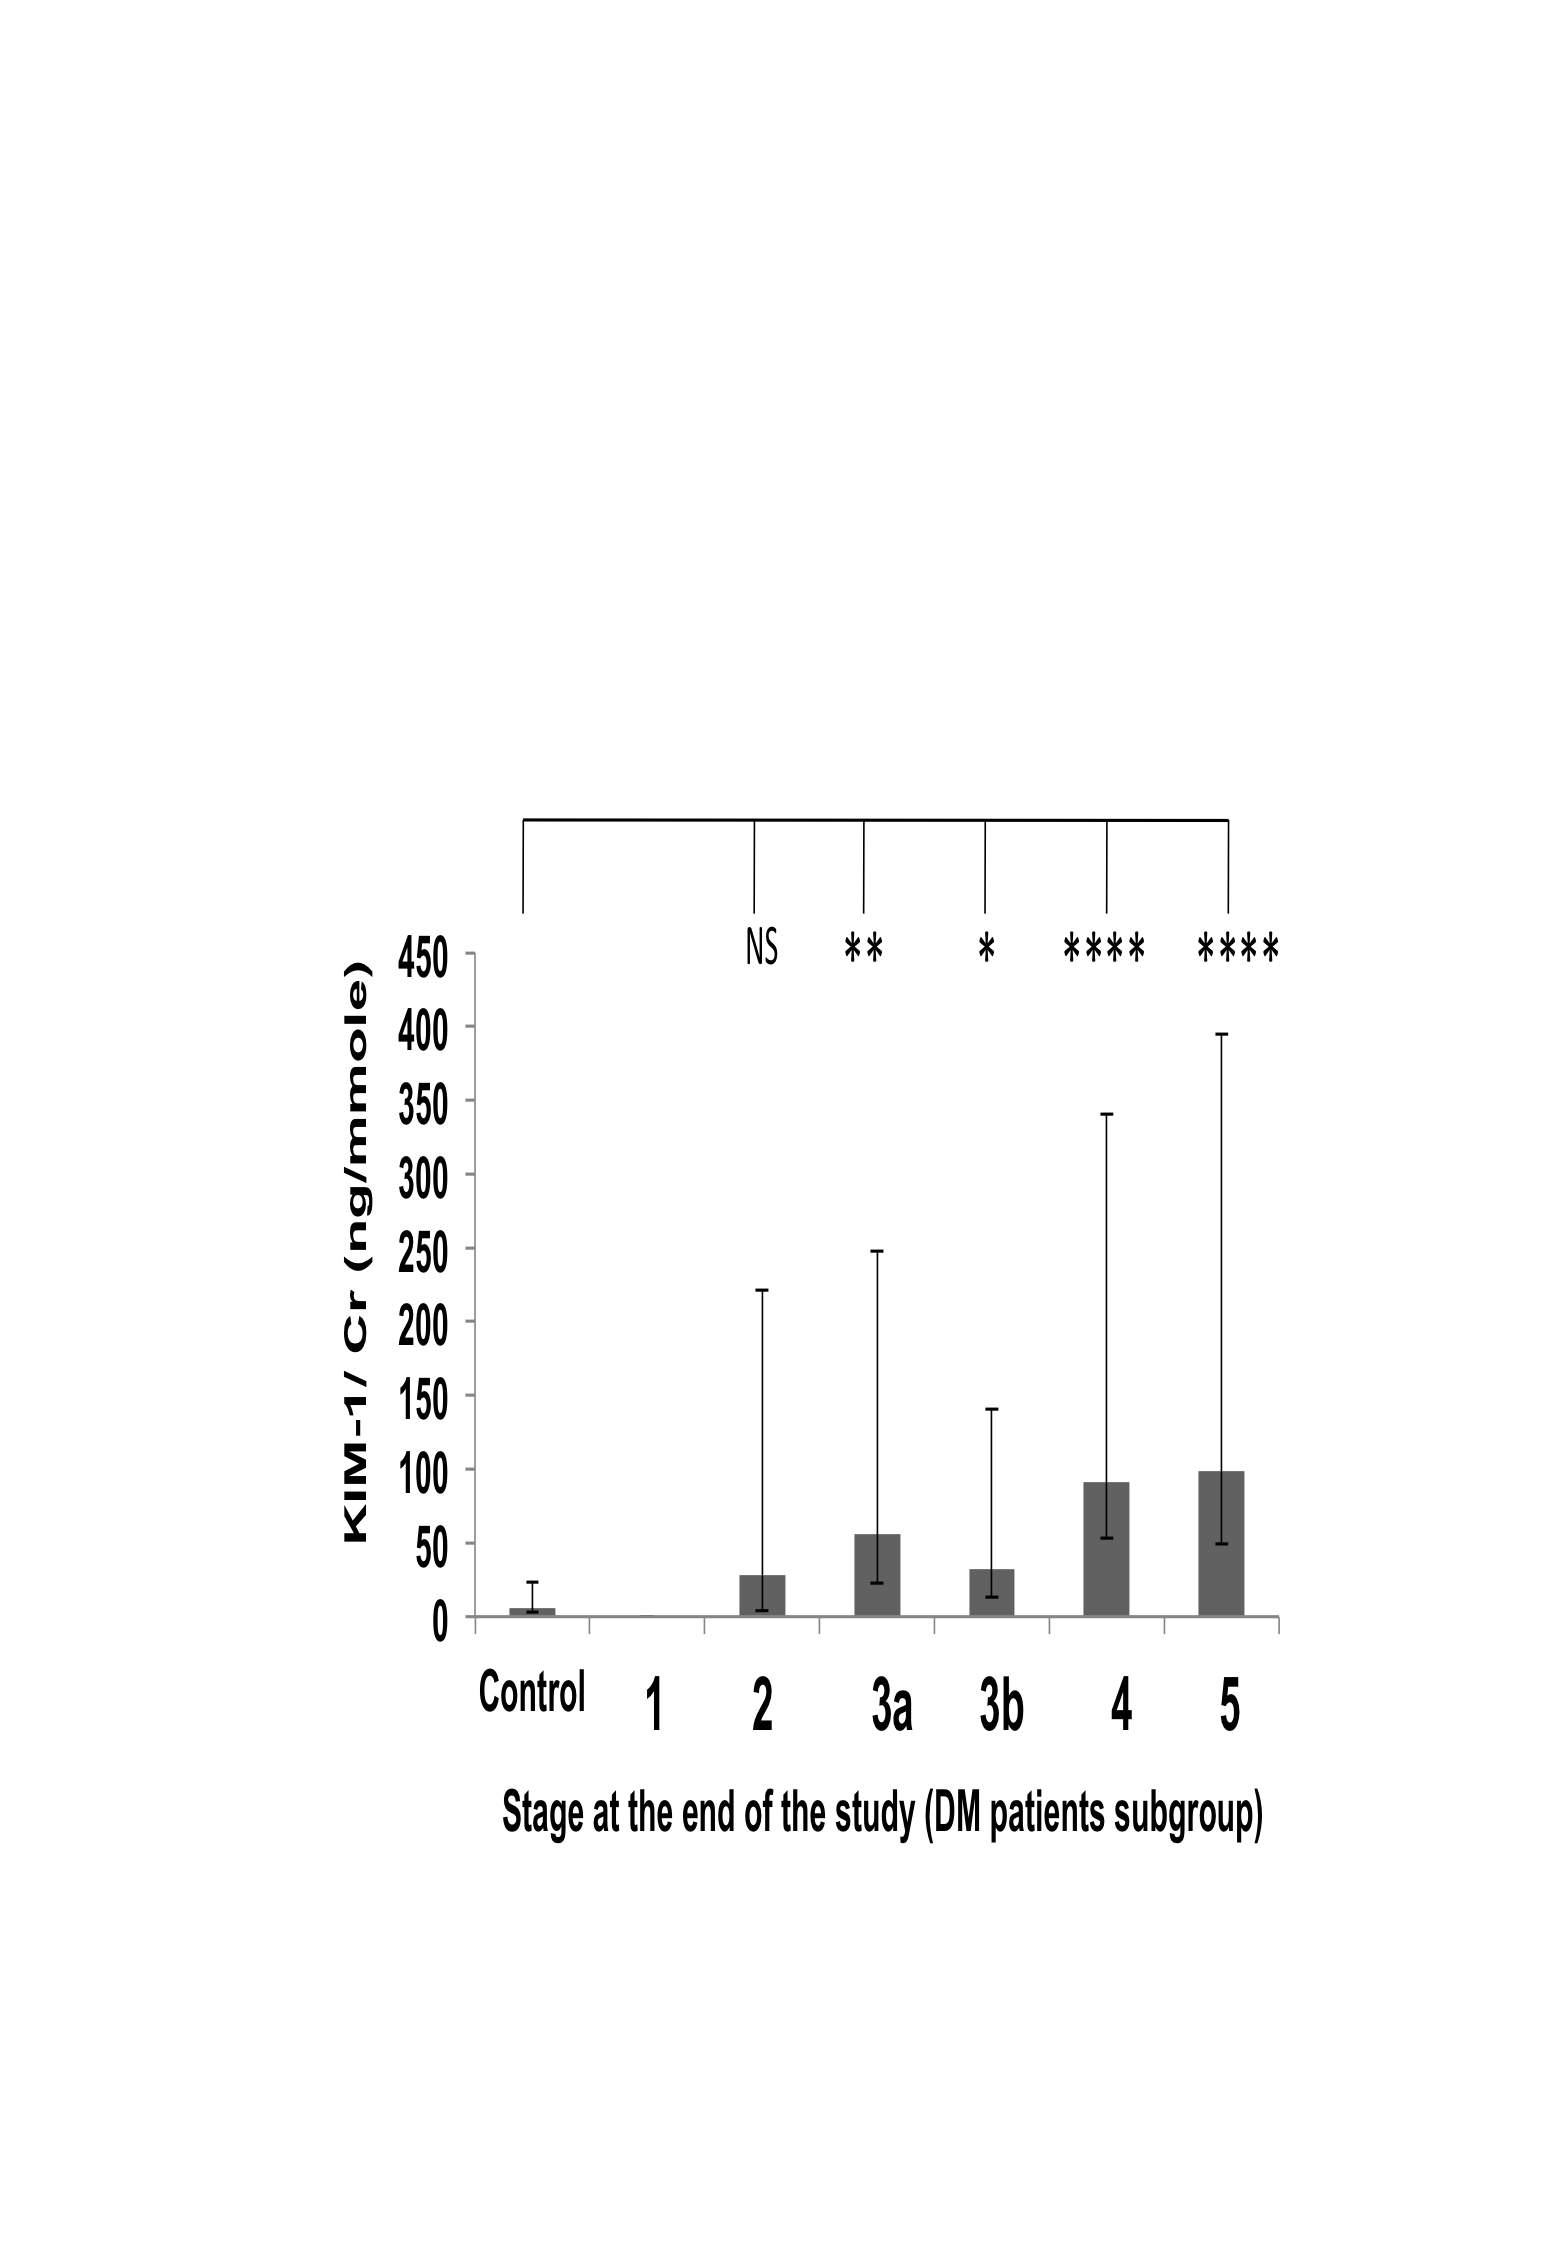 NS ** * **** ****
KIM-1/ Cr (ng/mmole)
450
400
350
300
250
200
150
100
50
0
Control 1 2 3a 3b 4 5
Stage at the end of the study (DM patients subgroup)